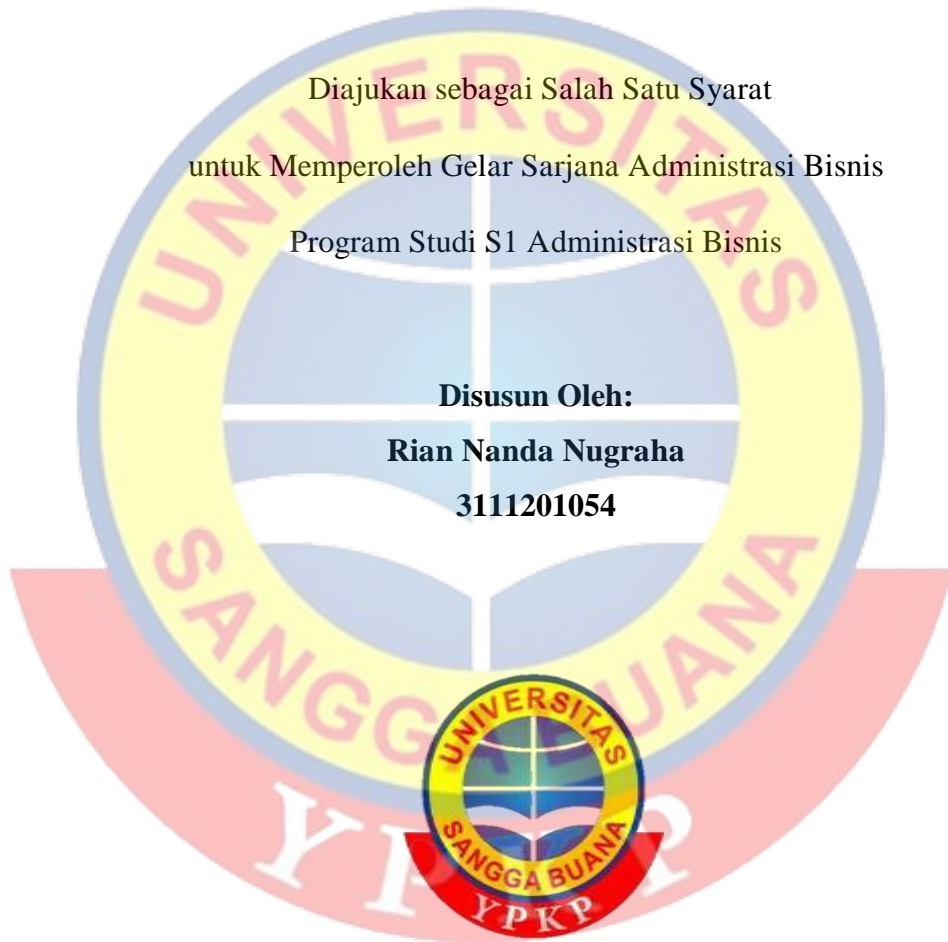 Diajukan sebagai Salah Satu Syarat
untuk Memperoleh Gelar Sarjana Administrasi Bisnis
Program Studi S1 Administrasi Bisnis
Disusun Oleh:
Rian Nanda Nugraha
3111201054
UNIVERSITAS
SANGGA BUANA
YPKP
UNIVERSITAS
SANGGA BUANA
YPKP